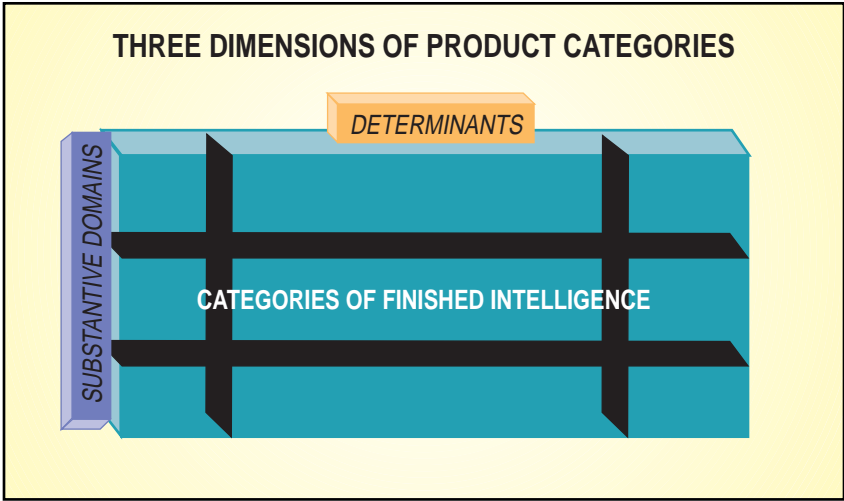 THREE DIMENSIONS OF PRODUCT CATEGORIES
DETERMINANTS
SUBSTANTIVE DOMAINS
CATEGORIES OF FINISHED INTELLIGENCE